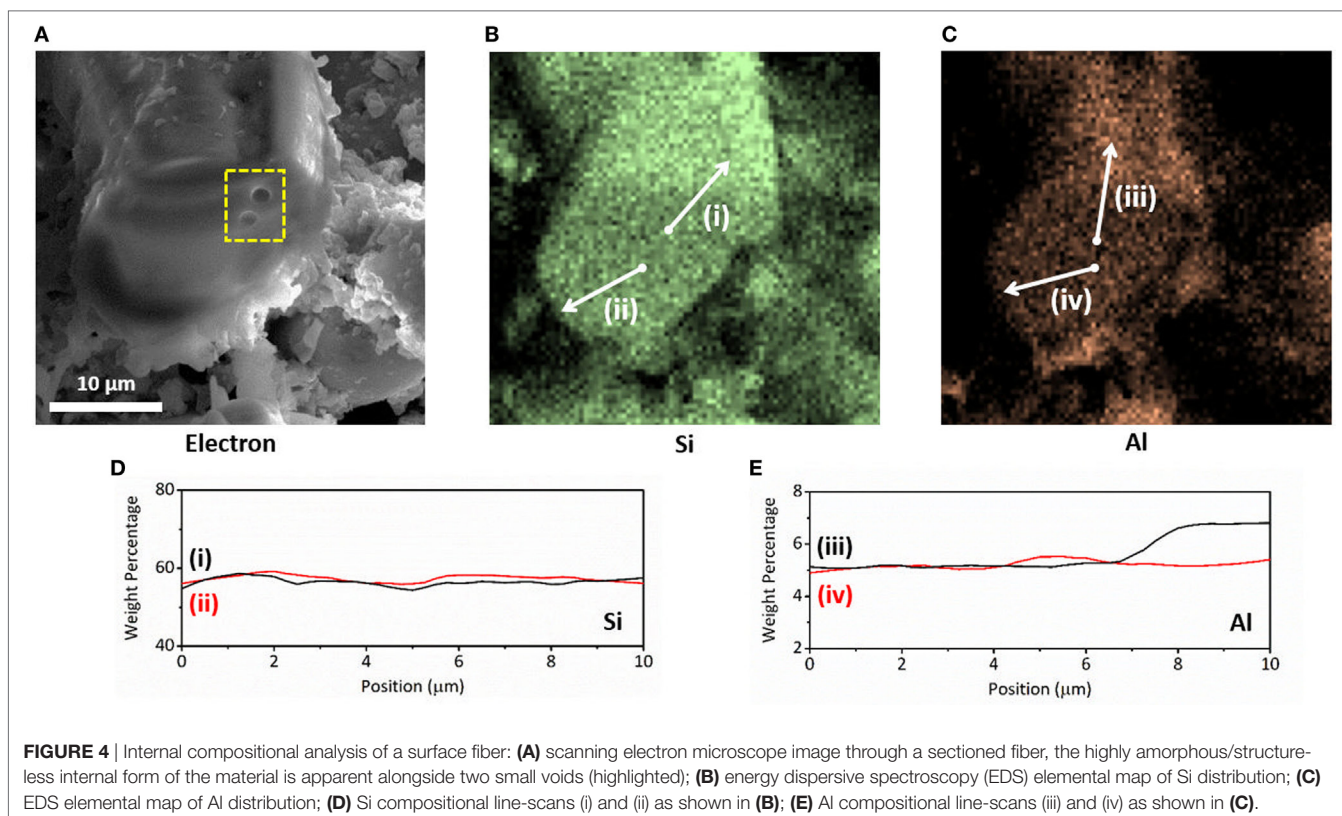 A
B
C
10 μm
(i)
(ii)
(iii)
(iv)
Electron
Si
Al
D
E
80
60
40
Weight Percentage
(i)
(ii)
Si
0 2 4 6 8 10
Position (μm)
8
6
4
2
Weight Percentage
(iii)
(iv)
Al
0 2 4 6 8 10
Position (μm)
FIGURE 4 | Internal compositional analysis of a surface fiber: (A) scanning electron microscope image through a sectioned fiber, the highly amorphous/structure-
less internal form of the material is apparent alongside two small voids (highlighted); (B) energy dispersive spectroscopy (EDS) elemental map of Si distribution; (C)
EDS elemental map of Al distribution; (D) Si compositional line-scans (i) and (ii) as shown in (B); (E) Al compositional line-scans (iii) and (iv) as shown in (C).